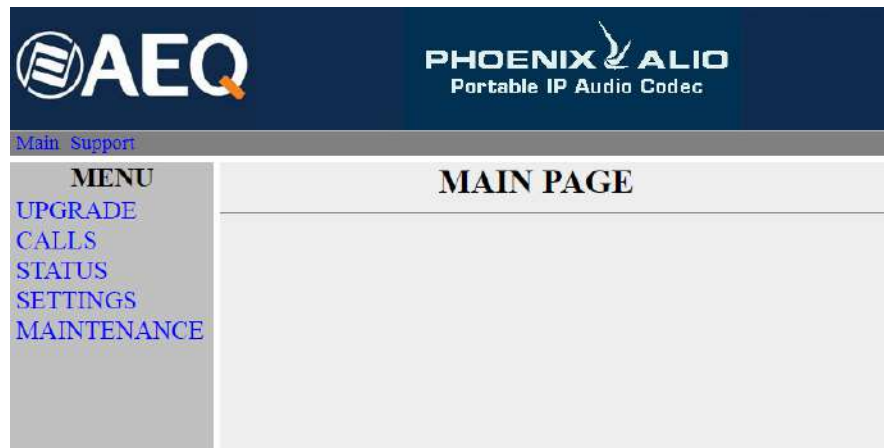 AEQ
PHOENIX ALIO
Portable IP Audio Codec
Main Support
MENU
UPGRADE
CALLS
STATUS
SETTINGS
MAINTENANCE
MAIN PAGE